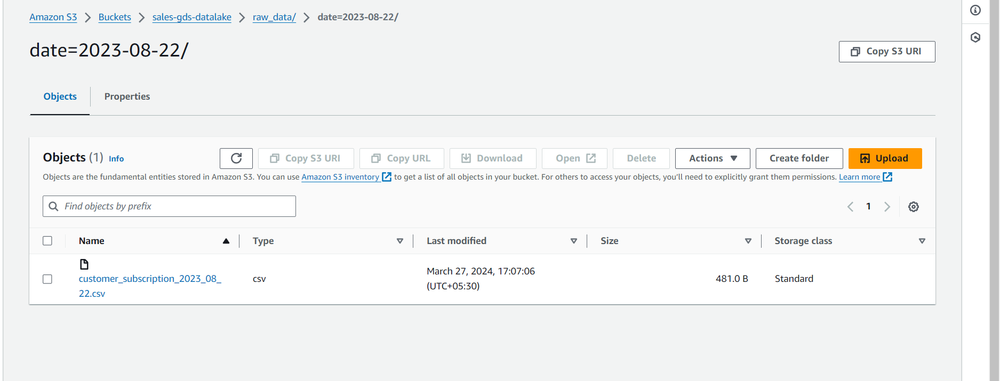 Amazon S3 Buckets sales-gds-datalake raw_data/ date=2023-08-22/
date=2023-08-22/
Copy S3 URI
Objects Properties
Objects (1) Info
Copy S3 URI Copy URL Download Open Delete Actions Create folder Upload
Objects are the fundamental entities stored in Amazon S3. You can use Amazon S3 inventory to get a list of all objects in your bucket. For others to access your objects, you’ll need to explicitly grant them permissions. Learn more
Find objects by prefix
1
Name Type Last modified Size Storage class
customer_subscription_2023_08_
22.csv
csv
March 27, 2024, 17:07:06
(UTC+05:30)
481.0 B
Standard